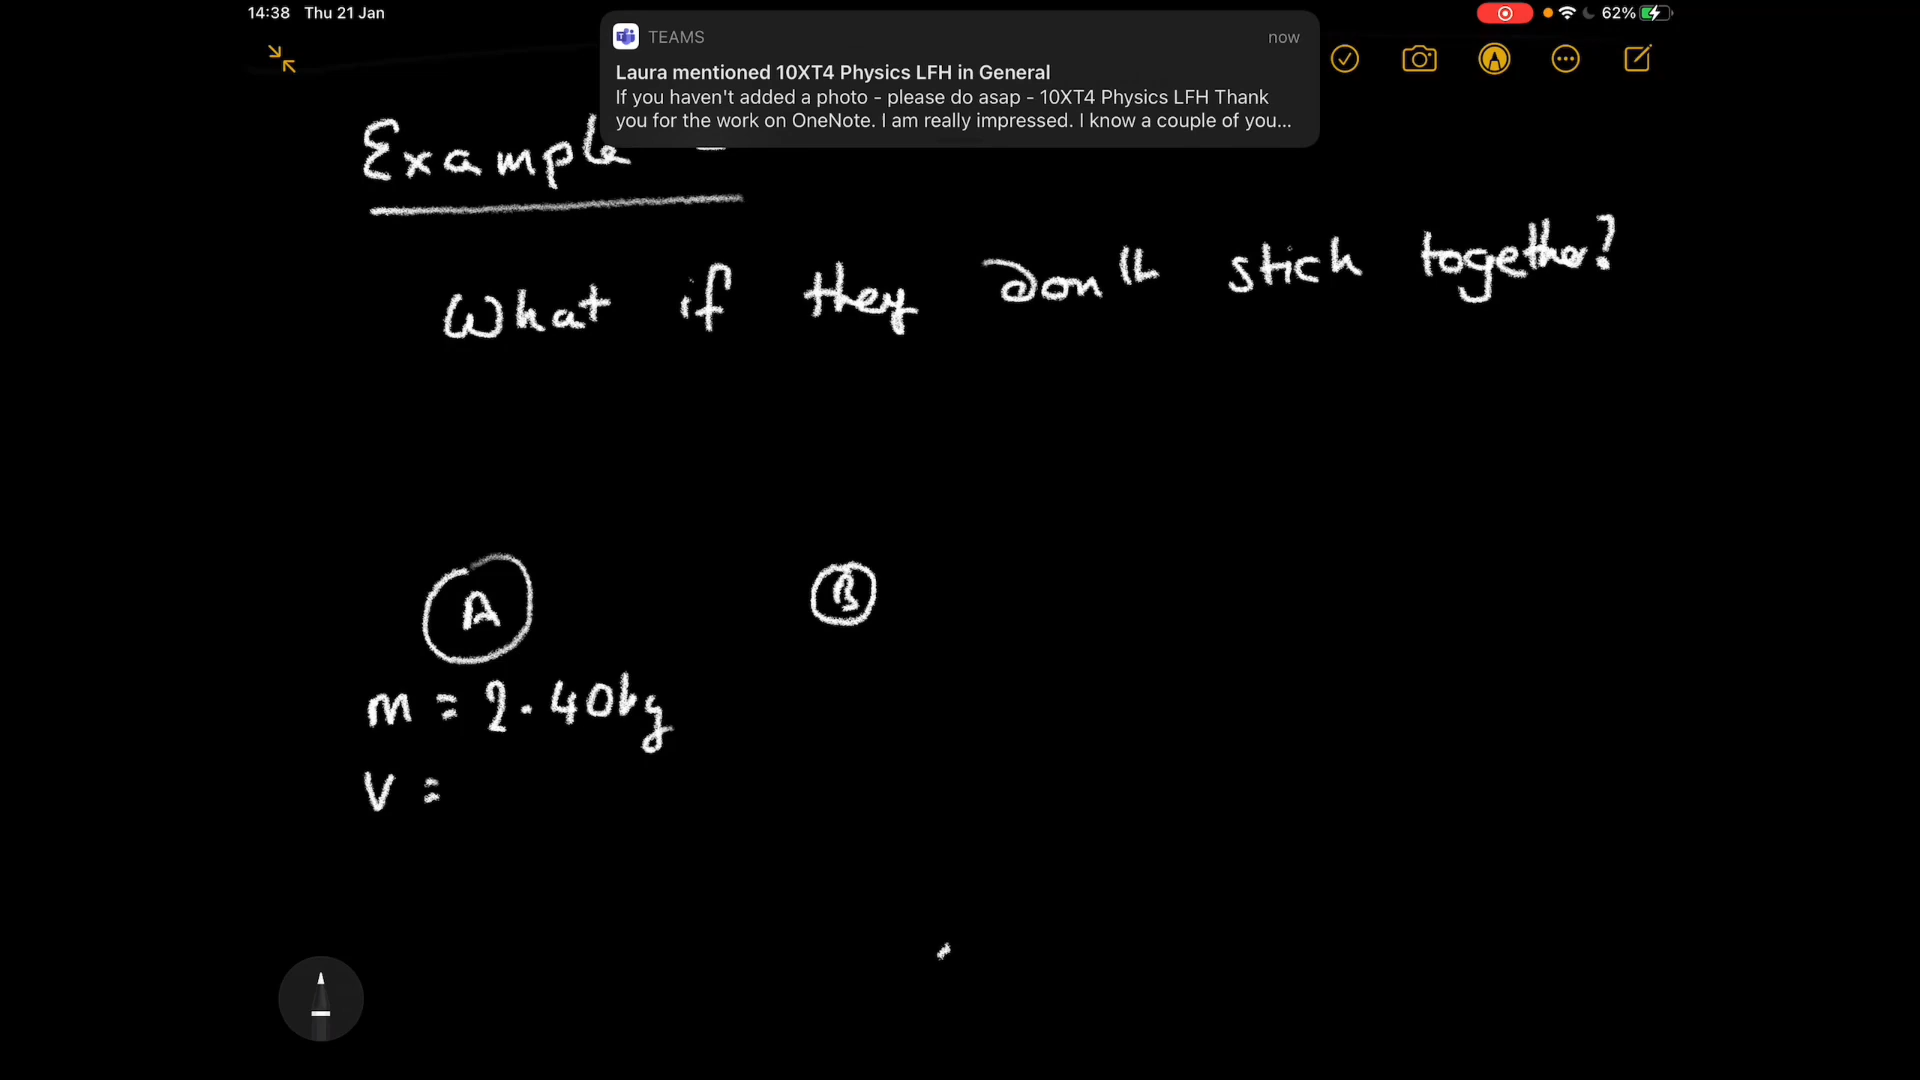 14:38 Thu 21 Jan
62%
TEAMS
now
Laura mentioned 10XT4 Physics LFH in General
If you haven't added a photo - please do asap - 10XT4 Physics LFH Thank
you for the work on OneNote. I am really impressed. I know a couple of you...
Example
What if they don't stick together?
A
B
m = 2.40kg
v =